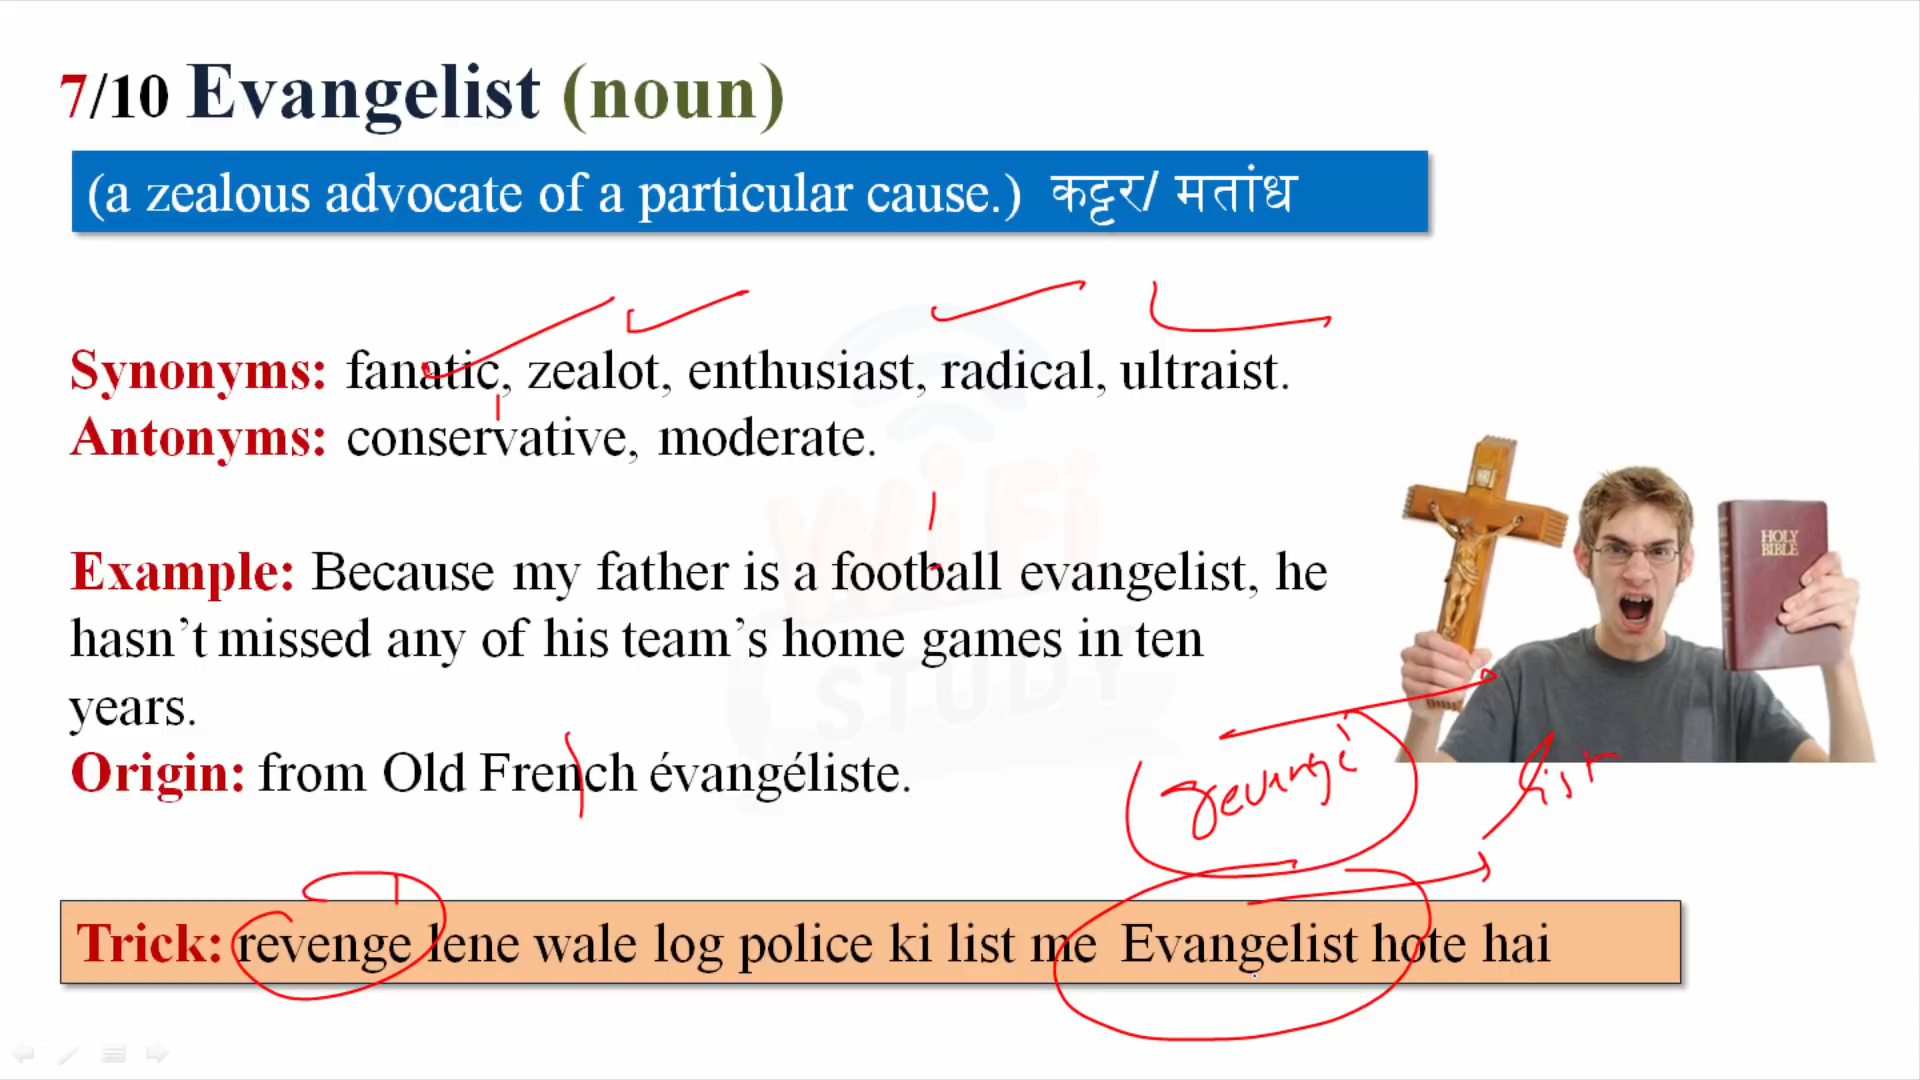 7/10 Evangelist (noun)
(a zealous advocate of a particular cause.) कट्टर/ मतांध
Synonyms: fanatic, zealot, enthusiast, radical, ultraist.
Antonyms: conservative, moderate.
Example: Because my father is a football evangelist, he
hasn’t missed any of his team’s home games in ten
years.
Origin: from Old French évangéliste.
HOLY
BIBLE
WiFi
STUDY
list
Trick: revenge lene wale log police ki list me Evangelist hote hai